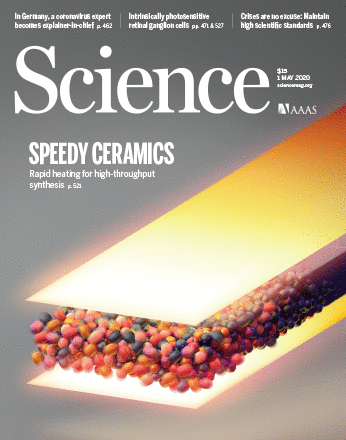 In Germany, a coronavirus expert
becomes explainer-in-chief p. 462
Intrinsically photosensitive
retinal ganglion cells pp. 471 & 527
Crises are no excuse: Maintain
high scientific standards p. 476
Science
$15
1 MAY 2020
sciencemag.org
AAAS
SPEEDY CERAMICS
Rapid heating for high-throughput
synthesis p. 521